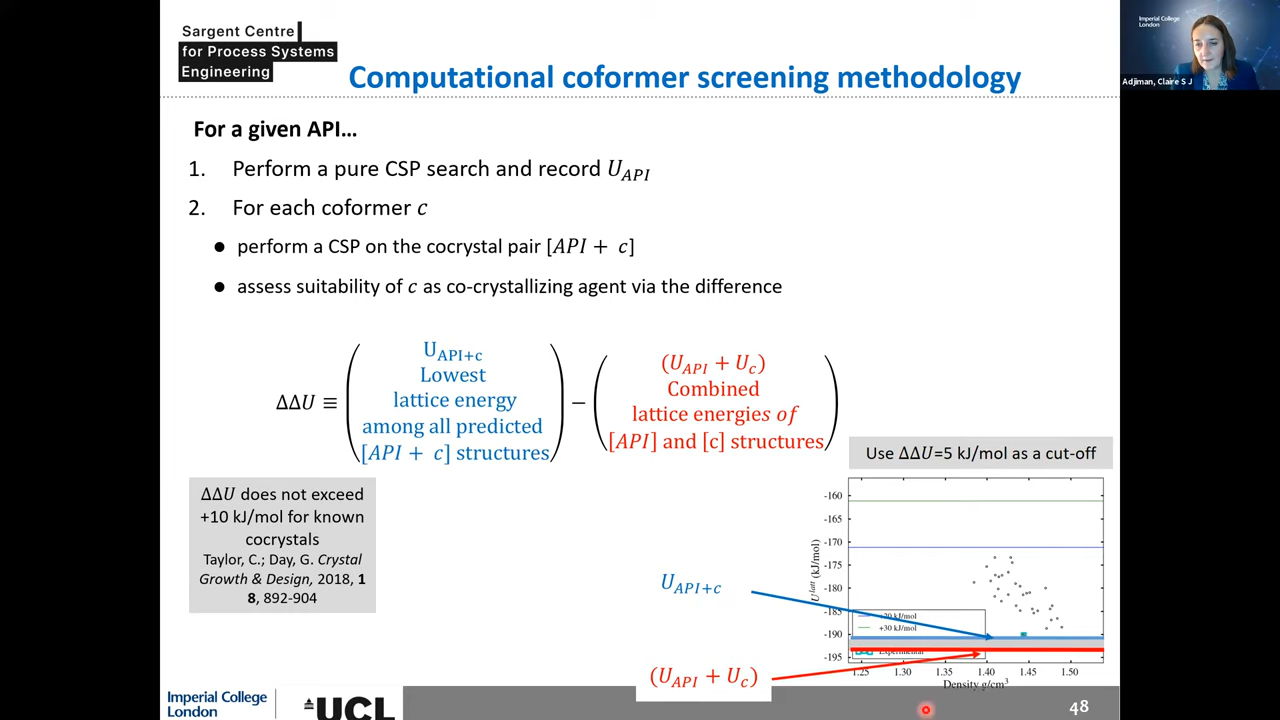 Sargent Centre
for Process Systems
Engineering
Computational coformer screening methodology
Imperial College
London
Adjiman, Claire S J
For a given API…
1. Perform a pure CSP search and record U_API
2. For each coformer c
● perform a CSP on the cocrystal pair [API + c]
● assess suitability of c as co-crystallizing agent via the difference
ΔΔU ≡
U_API+c
Lowest
lattice energy
among all predicted
[API + c] structures
−
(U_API + U_c)
Combined
lattice energies of
[API] and [c] structures
Use ΔΔU=5 kJ/mol as a cut-off
ΔΔU does not exceed
+10 kJ/mol for known
cocrystals
Taylor, C.; Day, G. Crystal
Growth & Design, 2018, 1
8, 892-904
U_API+c
(U_API + U_c)
U^latt (kJ/mol)
-160
-165
-170
-175
-180
-185
-190
-195
+20 kJ/mol
+30 kJ/mol
Experimental
1.25 1.30 1.35 1.40 1.45 1.50
Density g/cm³
Imperial College
London
UCL
48